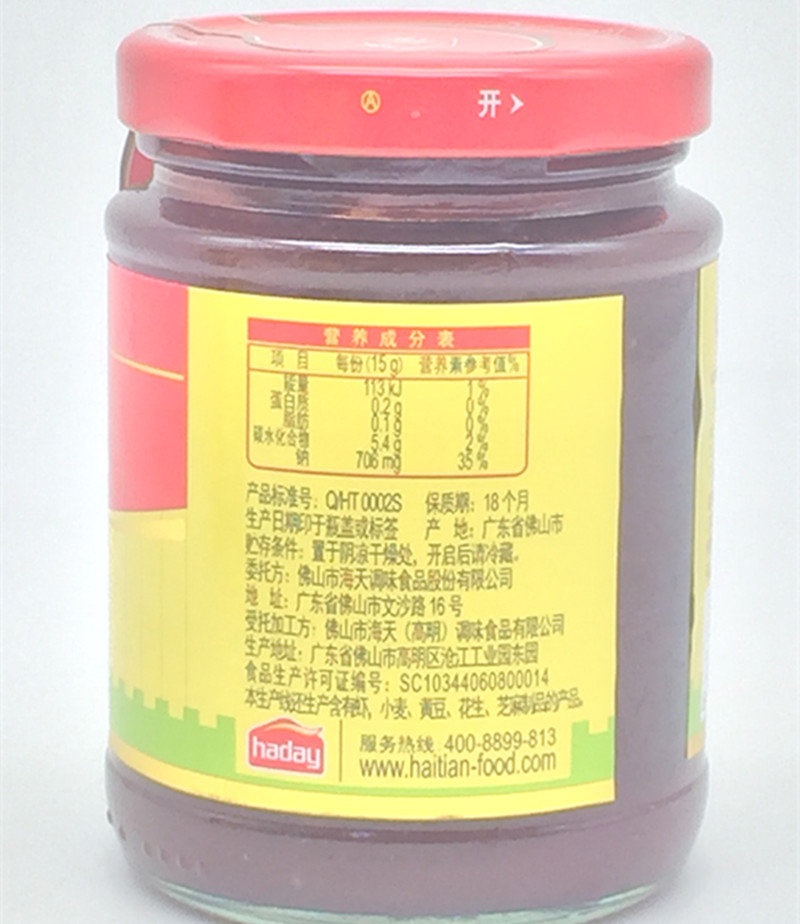 Ⓐ 开 >
营养成分表
项 目 每份(15g) 营养素参考值%
能量 113 kJ 1%
蛋白质 0.2 g 0%
脂肪 0.1 g 0%
碳水化合物 5.4 g 2%
钠 706 mg 35%
产品标准号: Q/HT 0002S 保质期: 18个月
生产日期印于瓶盖或标签 产 地: 广东省佛山市
贮存条件: 置于阴凉干燥处, 开启后请冷藏。
委托方: 佛山市海天调味食品股份有限公司
地 址: 广东省佛山市文沙路16号
受托加工方: 佛山市海天(高明)调味食品有限公司
生产地址: 广东省佛山市高明区沧江工业园东园
食品生产许可证编号: SC10344060800014
本生产线还生产含有虾, 小麦、黄豆、花生、芝麻制品的产品。
haday
服务热线 400-8899-813
www.haitian-food.com